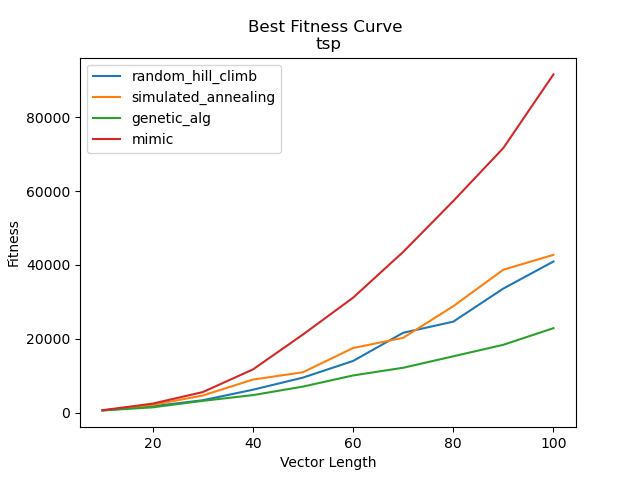 Best Fitness Curve
tsp
random_hill_climb
simulated_annealing
genetic_alg
mimic
80000
60000
40000
20000
0
Fitness
20 40 60 80 100
Vector Length